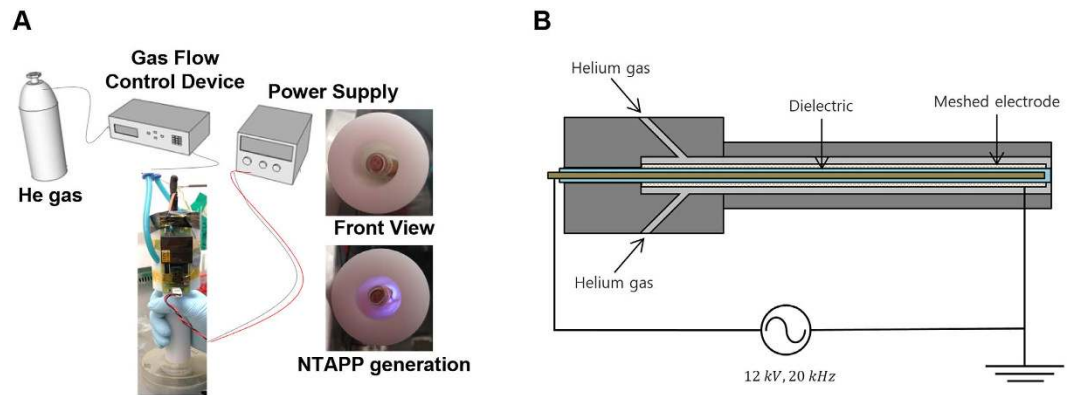 A
Gas Flow
Control Device
Power Supply
He gas
Front View
NTAPP generation
B
Helium gas
Dielectric
Meshed electrode
Helium gas
12 kV, 20 kHz